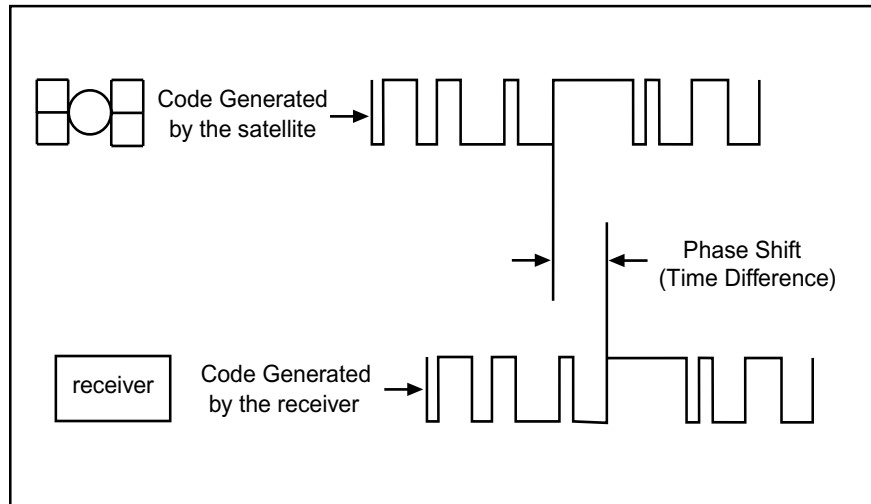 Code Generated
by the satellite
Phase Shift
(Time Difference)
receiver
Code Generated
by the receiver